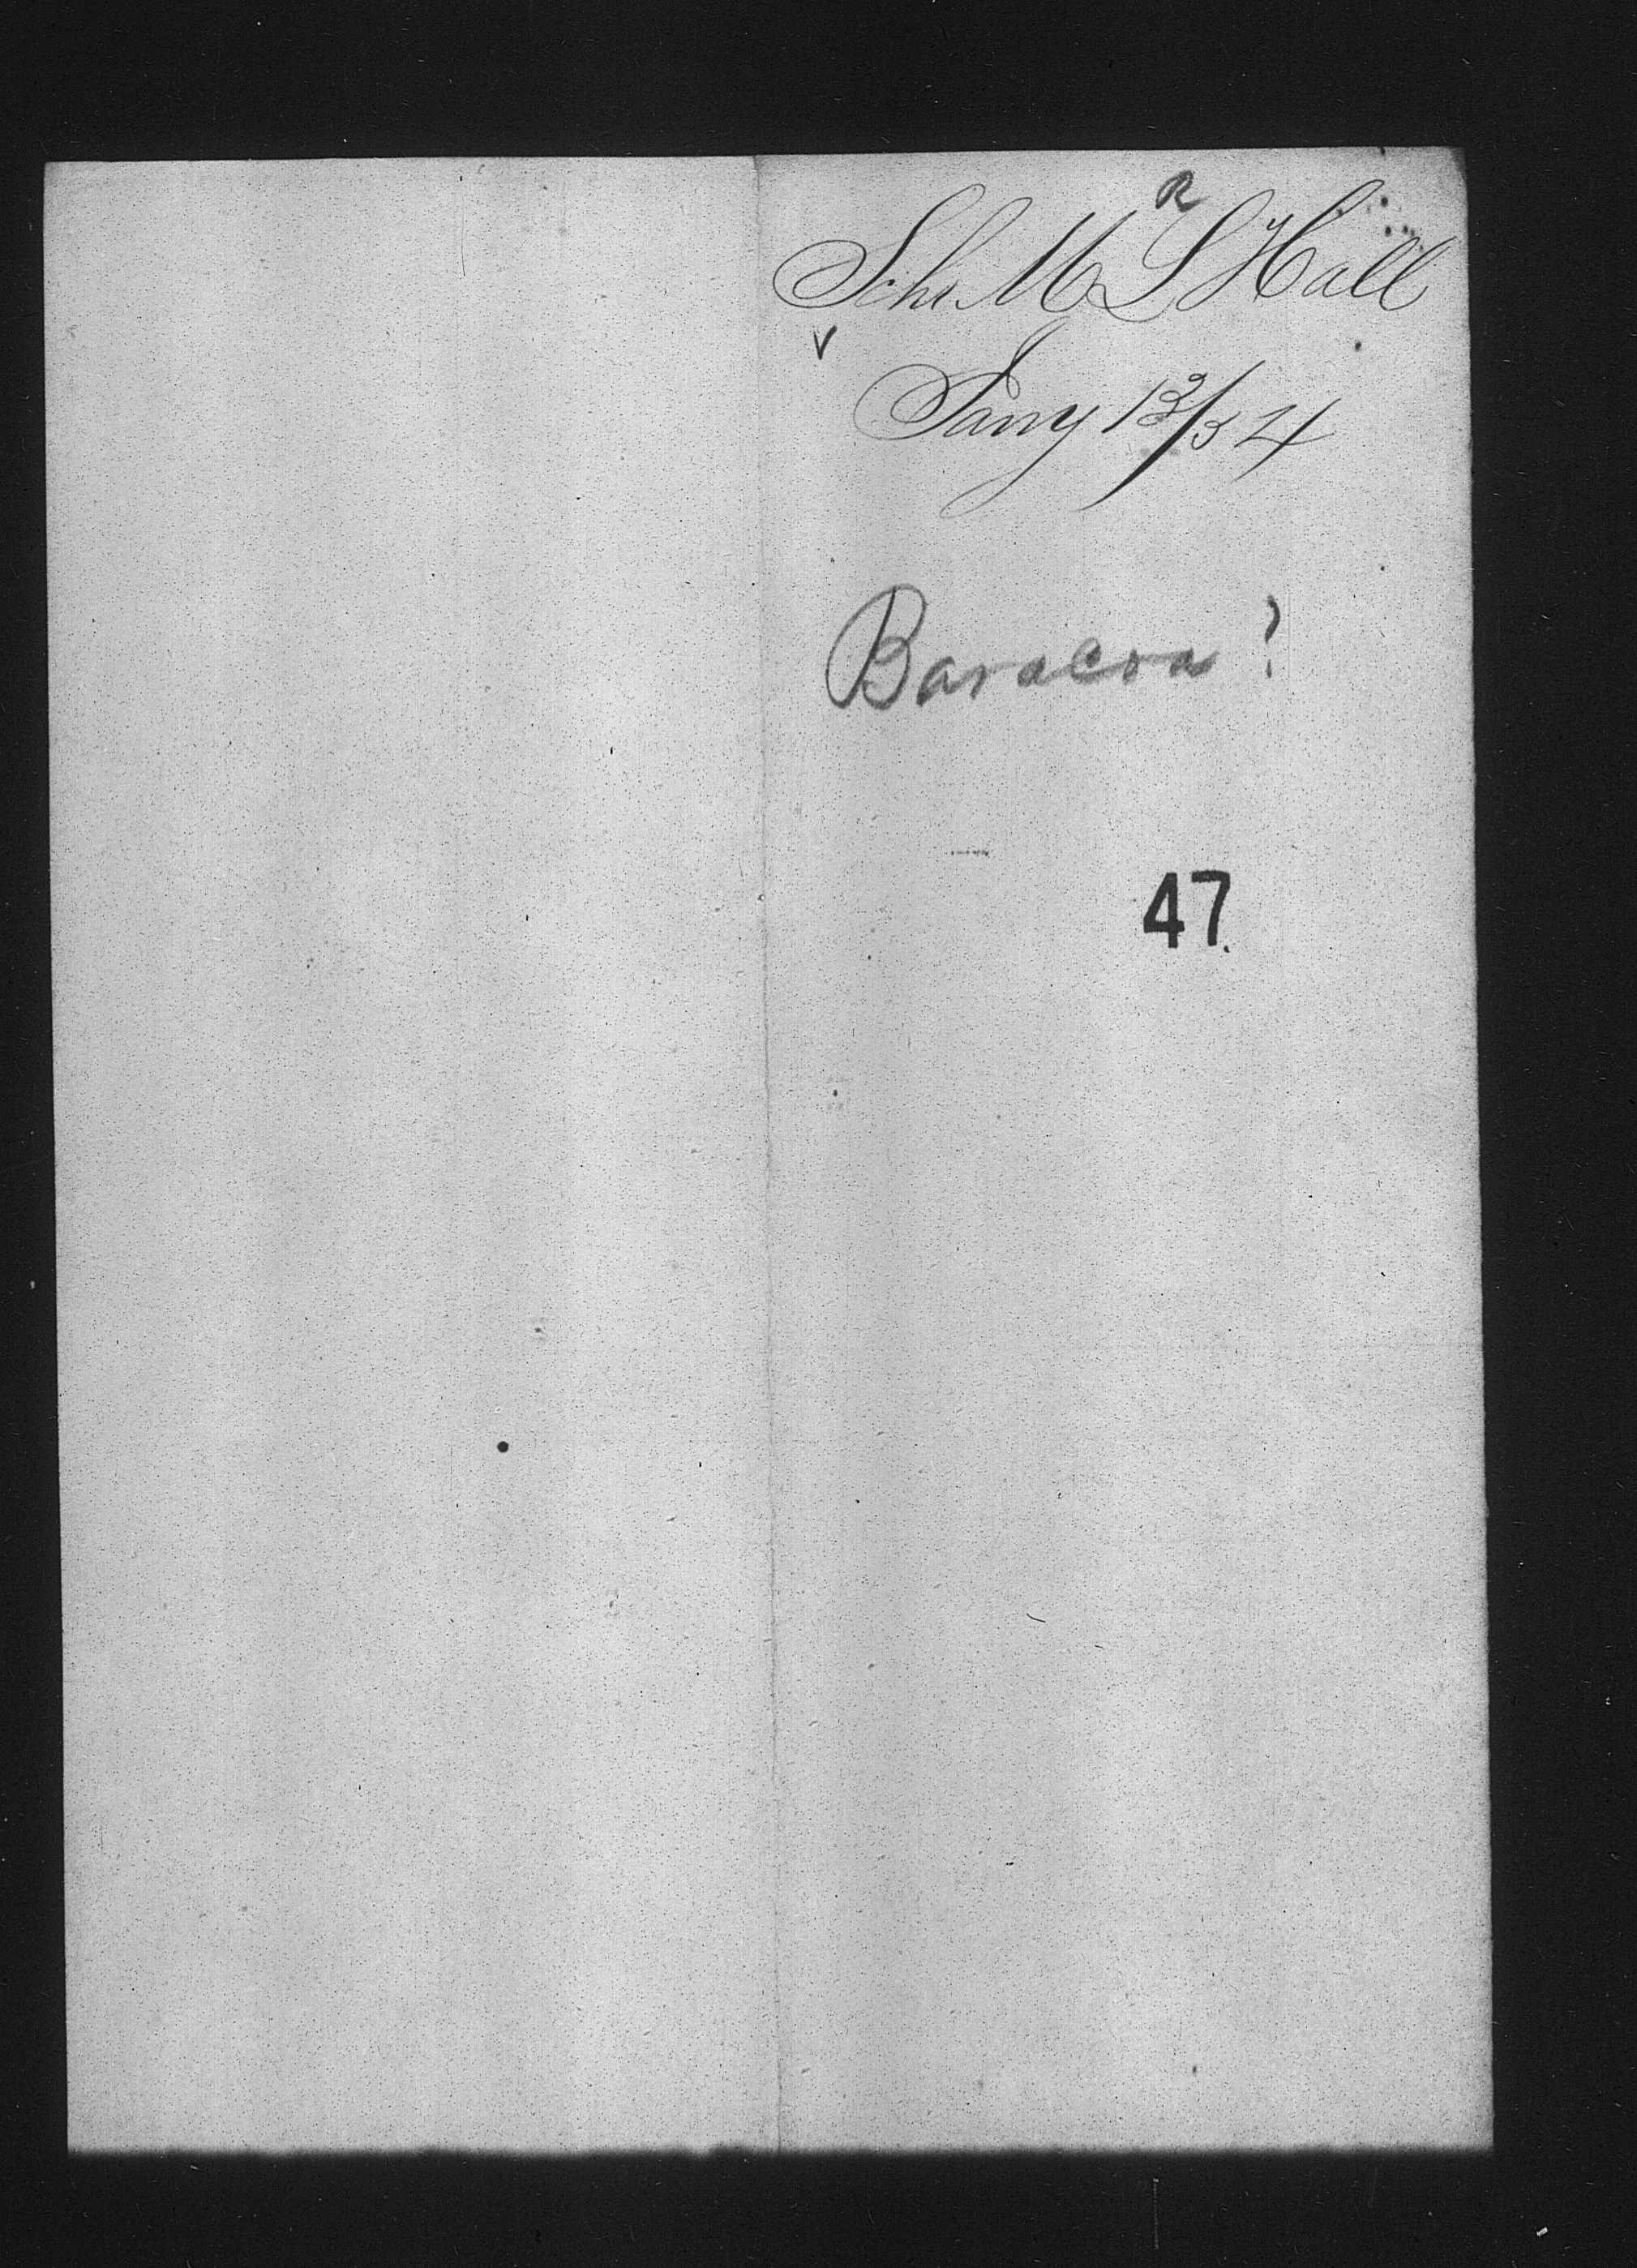 R
Schr M L Hall
v
Jany 13/54
Baracoa?
47